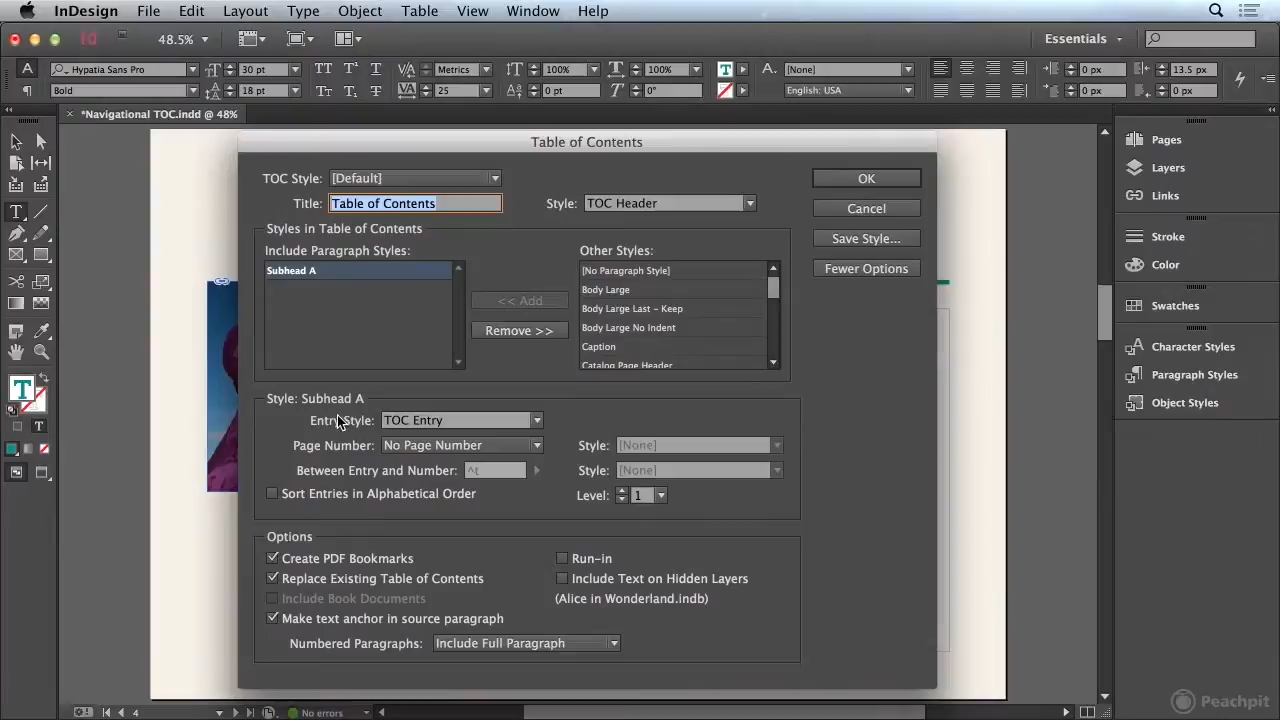 InDesign File Edit Layout Type Object Table View Window Help
48.5% Essentials
A Hypatia Sans Pro 30 pt Metrics 100% 100% T A. [None] 0 px 13.5 px
Bold 18 pt 25 0 pt 0° English: USA 0 px 0 px
*Navigational TOC.indd @ 48%
Table of Contents
TOC Style: [Default] OK
Title: Table of Contents Style: TOC Header Cancel
Styles in Table of Contents Save Style...
Include Paragraph Styles: Other Styles: Fewer Options
Subhead A [No Paragraph Style]
Body Large
<< Add Body Large Last - Keep
Remove >> Body Large No Indent
Caption
Catalog Page Header
Style: Subhead A
Entry Style: TOC Entry
Page Number: No Page Number Style: [None]
Between Entry and Number: ^t Style: [None]
Sort Entries in Alphabetical Order Level: 1
Options
Create PDF Bookmarks Run-in
Replace Existing Table of Contents Include Text on Hidden Layers
Include Book Documents (Alice in Wonderland.indb)
Make text anchor in source paragraph
Numbered Paragraphs: Include Full Paragraph
Pages
Layers
Links
Stroke
Color
Swatches
Character Styles
Paragraph Styles
Object Styles
4 No errors
Peachpit